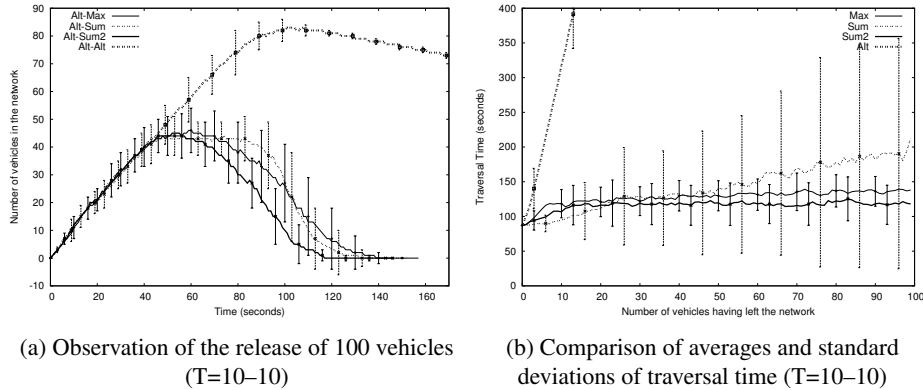 90
80
70
60
50
40
30
20
10
0
-10
0
20
40
60
80
100
120
140
160
Number of vehicles in the network
Time (seconds)
Alt-Max
Alt-Sum
Alt-Sum2
Alt-Alt
400
350
300
250
200
150
100
50
0
0
10
20
30
40
50
60
70
80
90
100
Traversal Time (seconds)
Number of vehicles having left the network
Max
Sum
Sum2
Alt
(a) Observation of the release of 100 vehicles
(T=10–10)
(b) Comparison of averages and standard
deviations of traversal time (T=10–10)